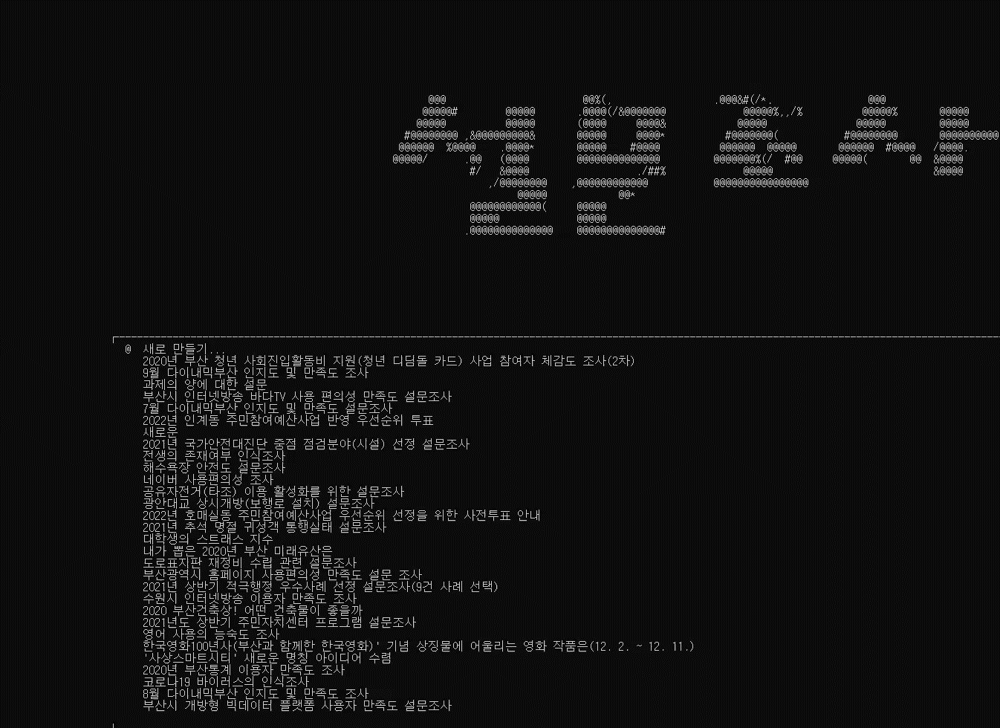 @ 새로 만들기...
2020년 부산 청년 사회진입활동비 지원(청년 디딤돌 카드) 사업 참여자 체감도 조사(2차)
9월 다이내믹부산 인지도 및 만족도 조사
과제의 양에 대한 설문
부산시 인터넷방송 바다TV 사용 편의성 만족도 설문조사
7월 다이내믹부산 인지도 및 만족도 설문조사
2022년 인계동 주민참여예산사업 반영 우선순위 투표
새로운
2021년 국가안전대진단 중점 점검분야(시설) 선정 설문조사
전생의 존재여부 인식조사
해수욕장 안전도 설문조사
네이버 사용편의성 조사
공유자전거(타조) 이용 활성화를 위한 설문조사
광안대교 상시개방(보행로 설치) 설문조사
2022년 호매실동 주민참여예산사업 우선순위 선정을 위한 사전투표 안내
2021년 추석 명절 귀성객 통행실태 설문조사
대학생의 스트래스 지수
내가 뽑은 2020년 부산 미래유산은
도로표지판 재정비 수립 관련 설문조사
부산광역시 홈페이지 사용편의성 만족도 설문 조사
2021년 상반기 적극행정 우수사례 선정 설문조사(9건 사례 선택)
수원시 인터넷방송 이용자 만족도 조사
2020 부산건축상! 어떤 건축물이 좋을까
2021년도 상반기 주민자치센터 프로그램 설문조사
영어 사용의 능숙도 조사
한국영화100년사(부산과 함께한 한국영화)' 기념 상징물에 어울리는 영화 작품은(12. 2. ~ 12. 11.)
'사상스마트시티' 새로운 명칭 아이디어 수렴
2020년 부산통계 이용자 만족도 조사
코로나19 바이러스의 인식조사
8월 다이내믹부산 인지도 및 만족도 조사
부산시 개방형 빅데이터 플랫폼 사용자 만족도 설문조사